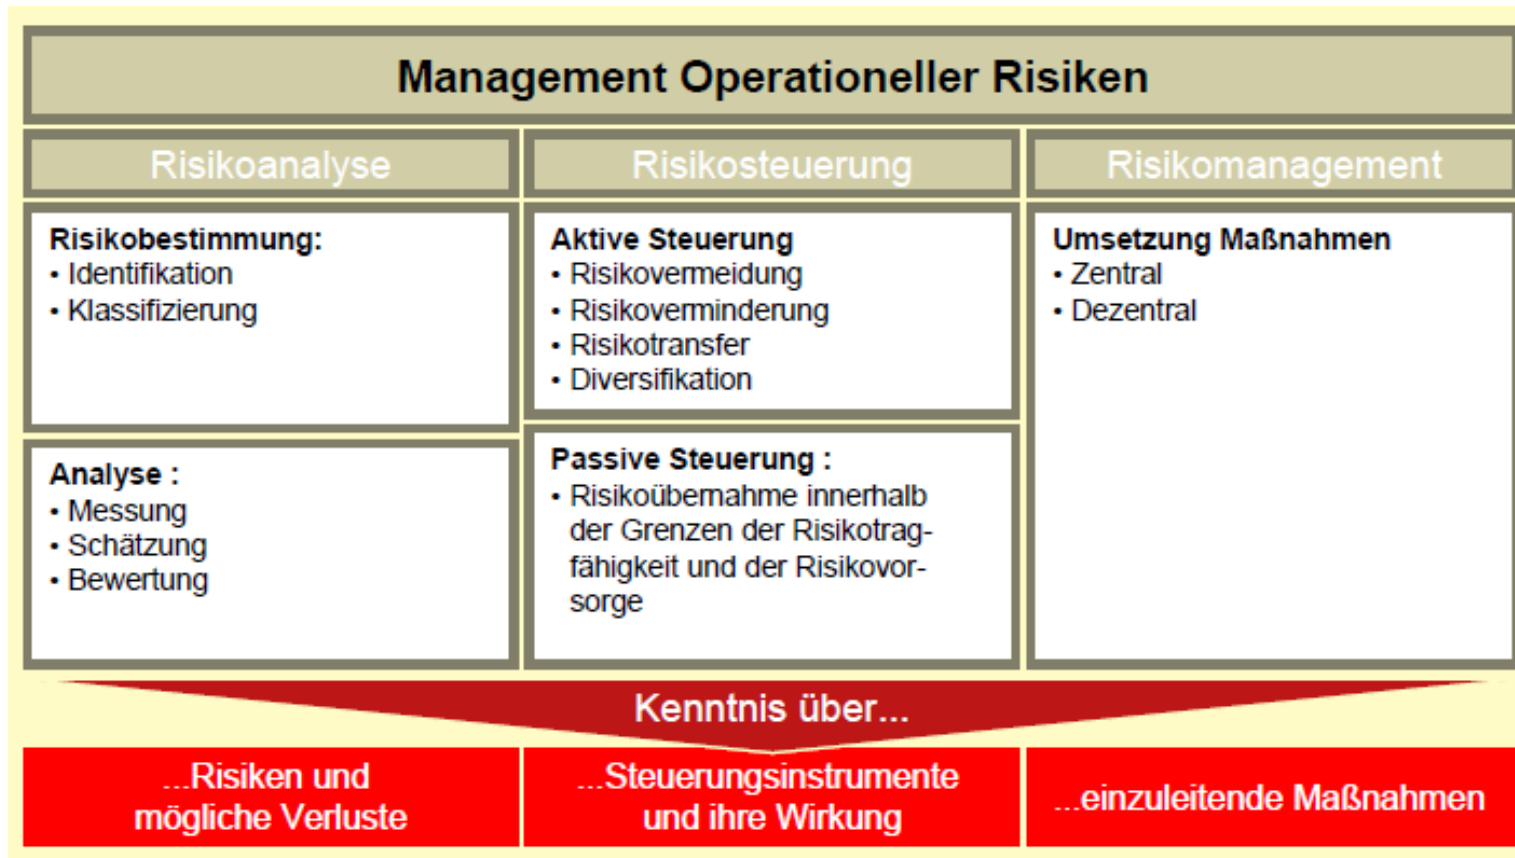 Management Operationeller Risiken
Risikoanalyse
Risikosteuerung
Risikomanagement
Risikobestimmung:
• Identifikation
• Klassifizierung
Analyse :
• Messung
• Schätzung
• Bewertung
Aktive Steuerung
• Risikovermeidung
• Risikoverminderung
• Risikotransfer
• Diversifikation
Passive Steuerung :
• Risikoübernahme innerhalb
der Grenzen der Risikotrag-
fähigkeit und der Risikovor-
sorge
Umsetzung Maßnahmen
• Zentral
• Dezentral
Kenntnis über...
...Risiken und
mögliche Verluste
...Steuerungsinstrumente
und ihre Wirkung
...einzuleitende Maßnahmen